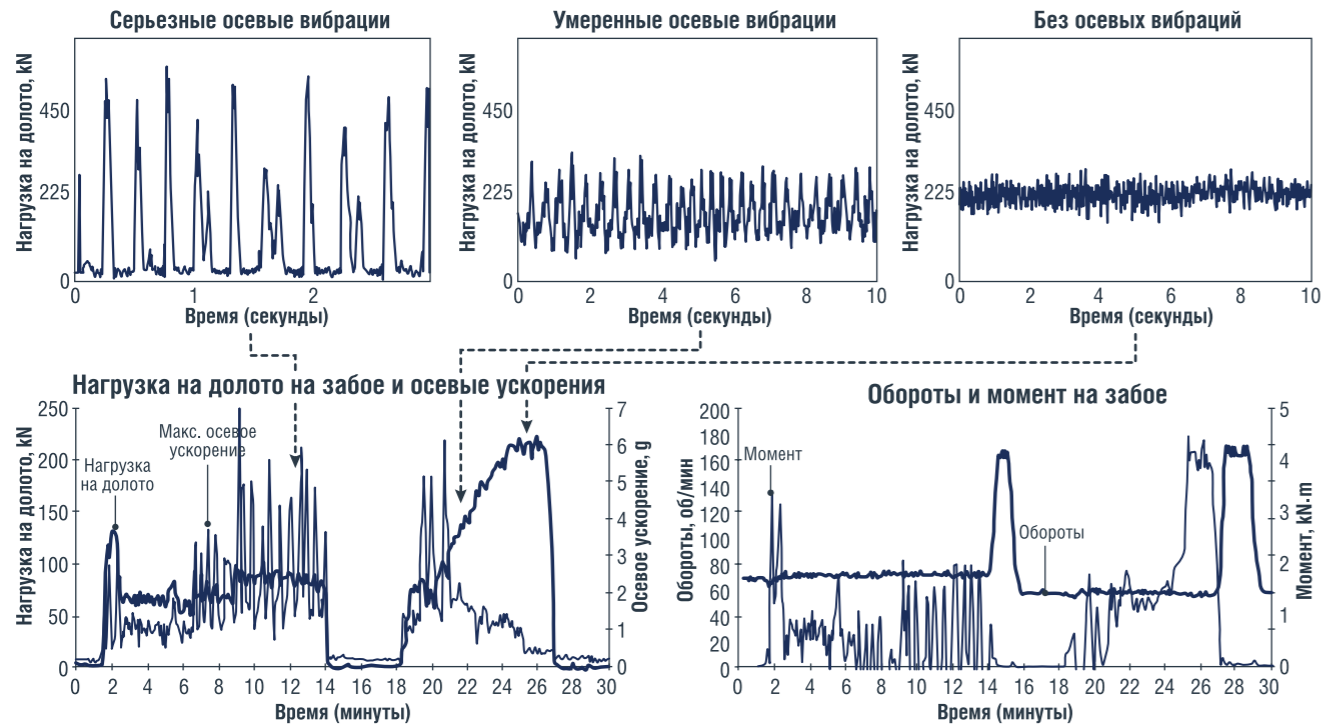 Серьезные осевые вибрации
Нагрузка на долото, kN
450
225
0
0 1 2
Время (секунды)
Умеренные осевые вибрации
Нагрузка на долото, kN
450
225
0
0 2 4 6 8 10
Время (секунды)
Без осевых вибраций
Нагрузка на долото, kN
450
225
0
0 2 4 6 8 10
Время (секунды)
Нагрузка на долото на забое и осевые ускорения
Нагрузка на долото, kN
250
200
150
100
50
0
Нагрузка
на долото
Макс. осевое
ускорение
7
6
5
4
3
2
1
0
Осевое ускорение, g
0 2 4 6 8 10 12 14 16 18 20 22 24 26 28 30
Время (минуты)
Обороты и момент на забое
Обороты, об/мин
200
180
160
140
120
100
80
60
40
20
0
Момент
Обороты
5
4
3
2
1
0
Момент, kN·m
0 2 4 6 8 10 12 14 16 18 20 22 24 26 28 30
Время (минуты)